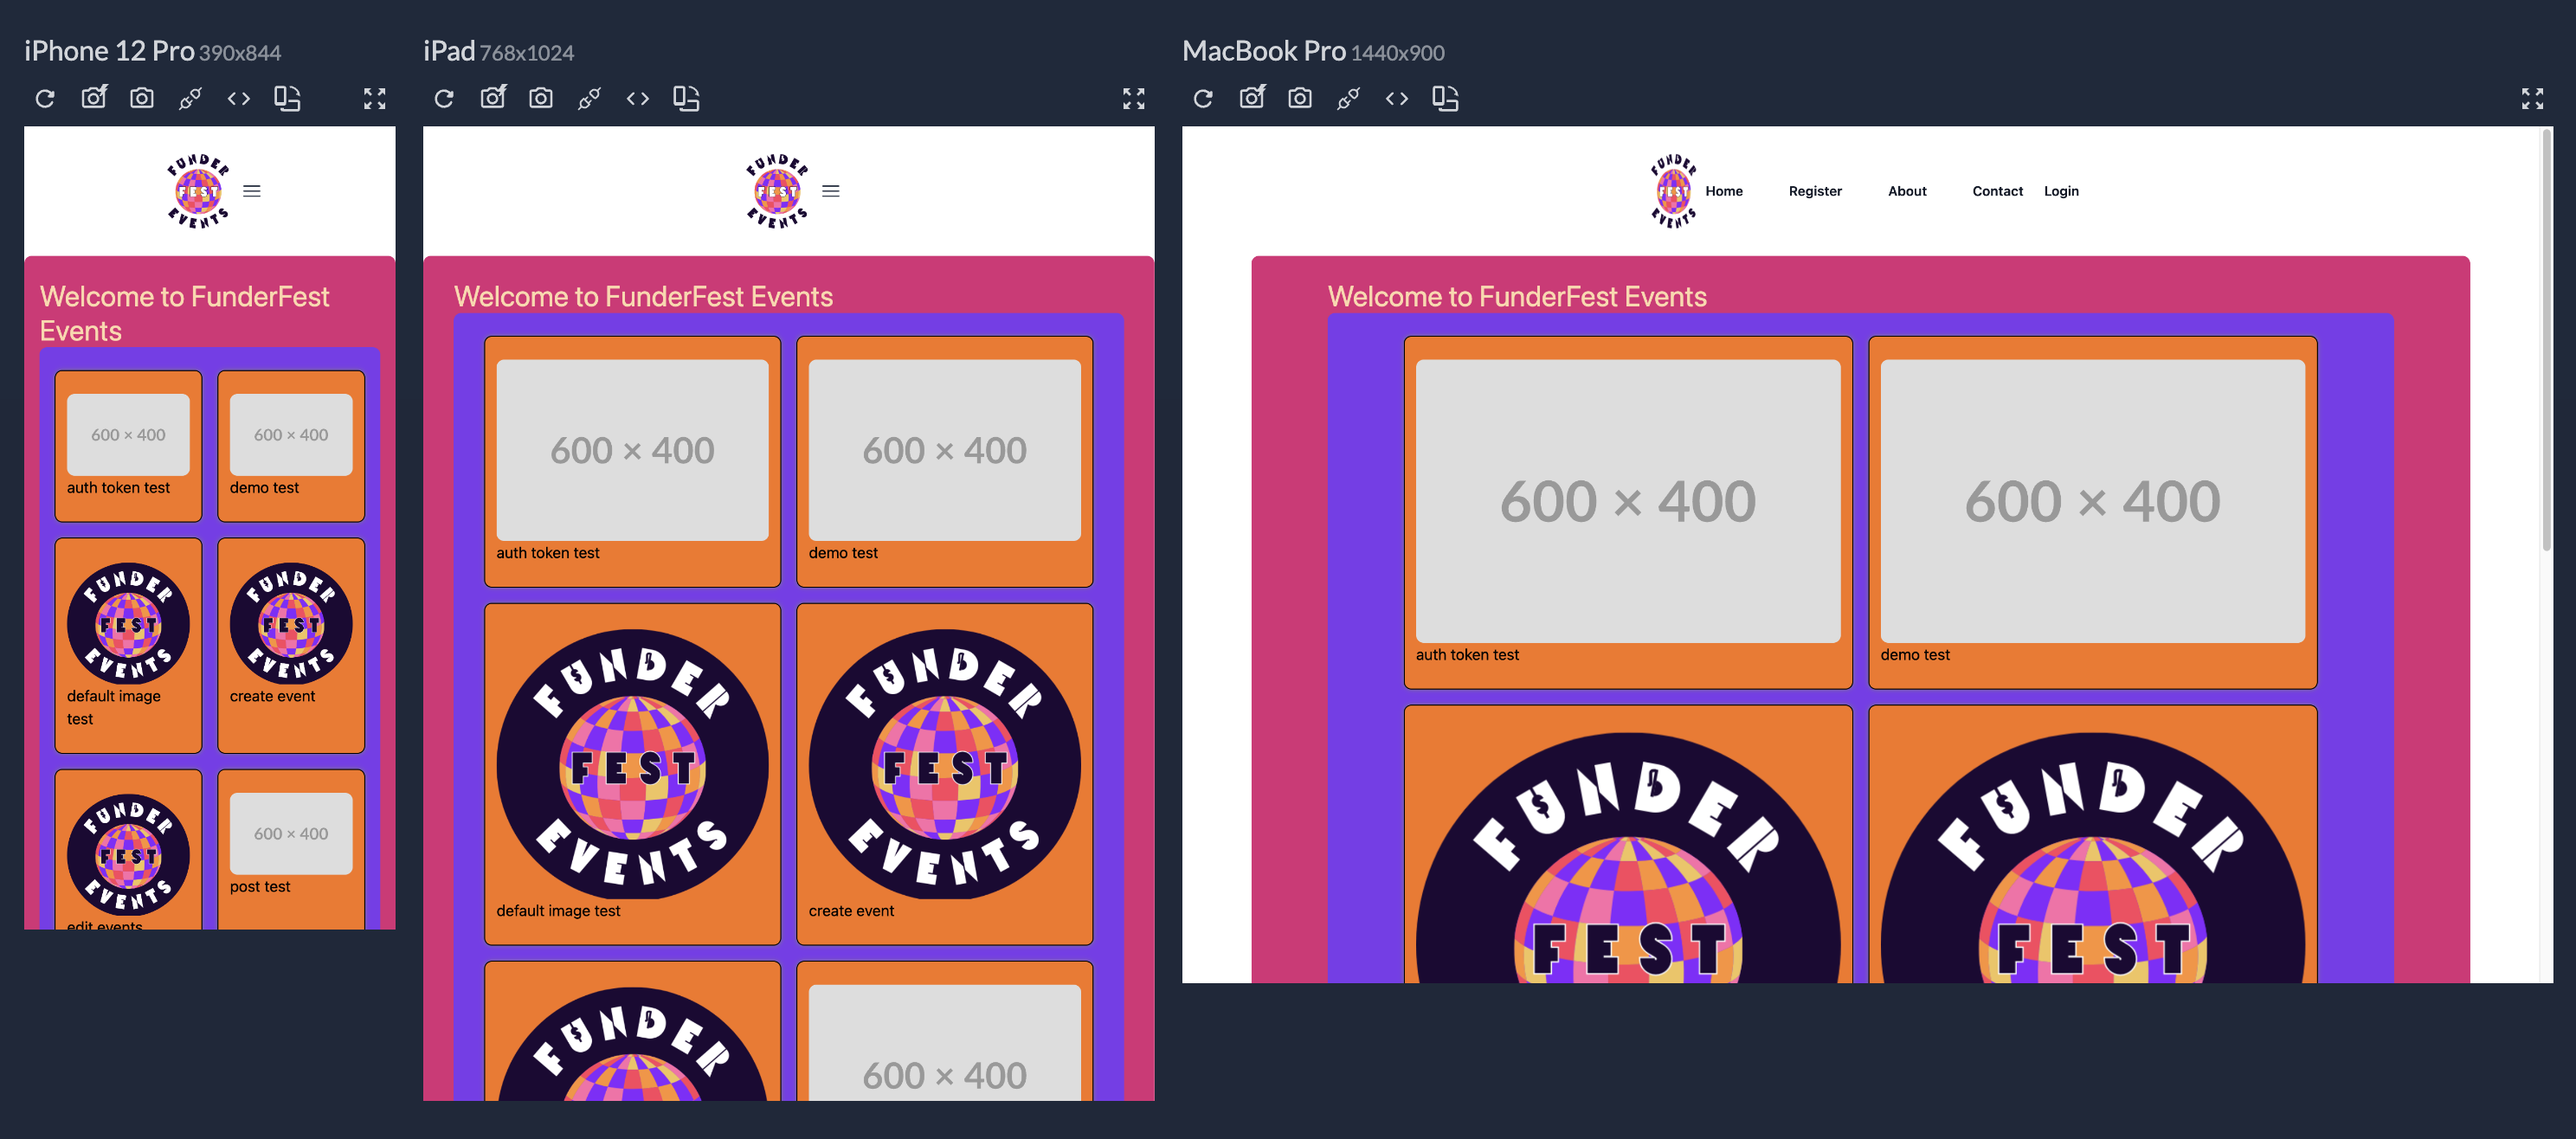 iPhone 12 Pro 390x844
FUNDER
FEST
EVENTS
Welcome to FunderFest
Events
600 × 400
auth token test
600 × 400
demo test
FUNDER
FEST
EVENTS
default image
test
FUNDER
FEST
EVENTS
create event
FUNDER
FEST
EVENTS
edit events
600 × 400
post test
iPad 768x1024
FUNDER
FEST
EVENTS
Welcome to FunderFest Events
600 × 400
auth token test
600 × 400
demo test
FUNDER
FEST
EVENTS
default image test
FUNDER
FEST
EVENTS
create event
FUNDER
600 × 400
MacBook Pro 1440x900
FUNDER
FEST
EVENTS
Home Register About Contact Login
Welcome to FunderFest Events
600 × 400
auth token test
600 × 400
demo test
FUNDER
FEST
FUNDER
FEST